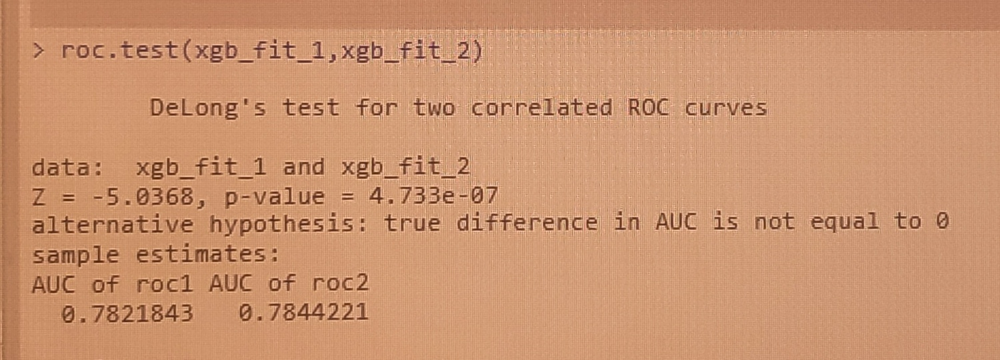 > roc.test(xgb_fit_1,xgb_fit_2)
DeLong's test for two correlated ROC curves
data:  xgb_fit_1 and xgb_fit_2
Z = -5.0368, p-value = 4.733e-07
alternative hypothesis: true difference in AUC is not equal to 0
sample estimates:
AUC of roc1 AUC of roc2
0.7821843   0.7844221